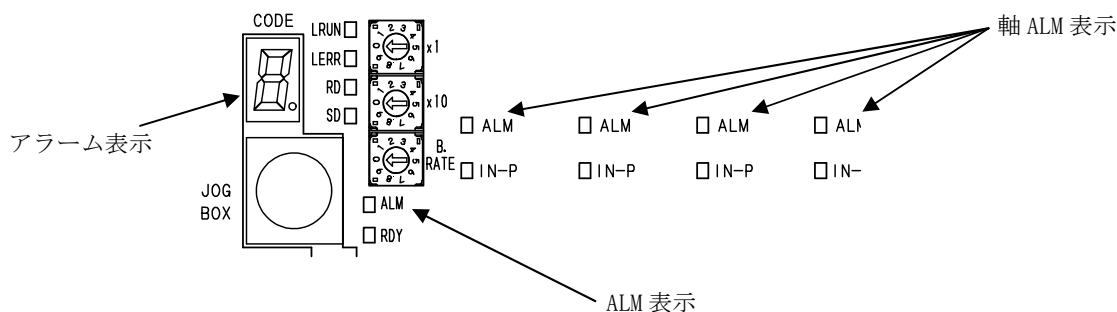 CODE
軸 ALM 表示
LRUN
x1
LERR
RD
x10
SD
ALM ALM ALM
アラーム表示
B.
RATE
IN-P IN-P IN-P IN-
JOG
BOX
ALM
RDY
ALM 表示